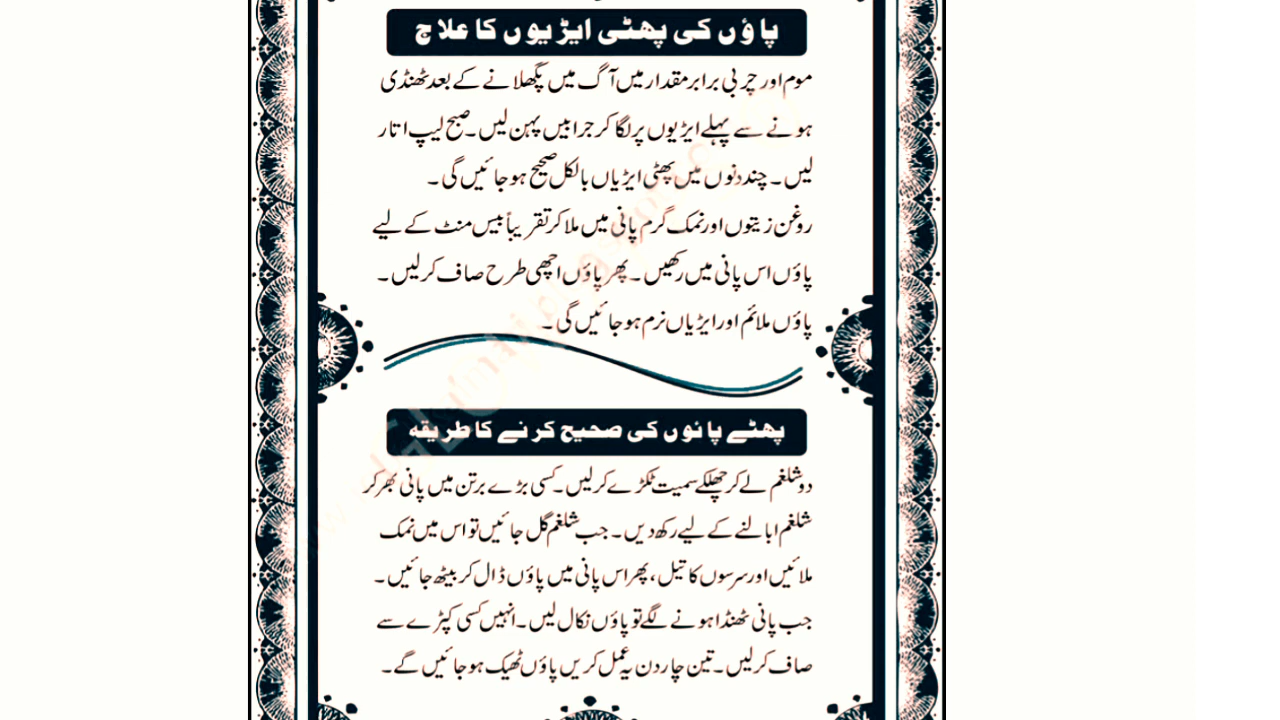 پاؤں کی پھٹی ایڑیوں کا علاج
موم اور چربی برابر مقدار میں آگ میں پگھلانے کے بعد ٹھنڈی
ہونے سے پہلے ایڑیوں پر لگا کر جرابیں پہن لیں۔ صبح لیپ اتار
لیں۔ چند دنوں میں پھٹی ایڑیاں بالکل صحیح ہو جائیں گی۔
روغن زیتوں اور نمک گرم پانی میں ملا کر تقریباً بیس منٹ کے لیے
پاؤں اس پانی میں رکھیں۔ پھر پاؤں اچھی طرح صاف کر لیں۔
پاؤں ملائم اور ایڑیاں نرم ہو جائیں گی۔
پھٹے پانوں کی صحیح کرنے کا طریقہ
دو شلغم لے کر چھلکے سمیت ٹکڑے کر لیں۔ کسی بڑے برتن میں پانی بھر کر
شلغم ابالنے کے لیے رکھ دیں۔ جب شلغم گل جائیں تو اس میں نمک
ملائیں اور سرسوں کا تیل، پھر اس پانی میں پاؤں ڈال کر بیٹھ جائیں۔
جب پانی ٹھنڈا ہونے لگے تو پاؤں نکال لیں۔ انہیں کسی کپڑے سے
صاف کر لیں۔ تین چار دن یہ عمل کریں پاؤں ٹھیک ہو جائیں گے۔